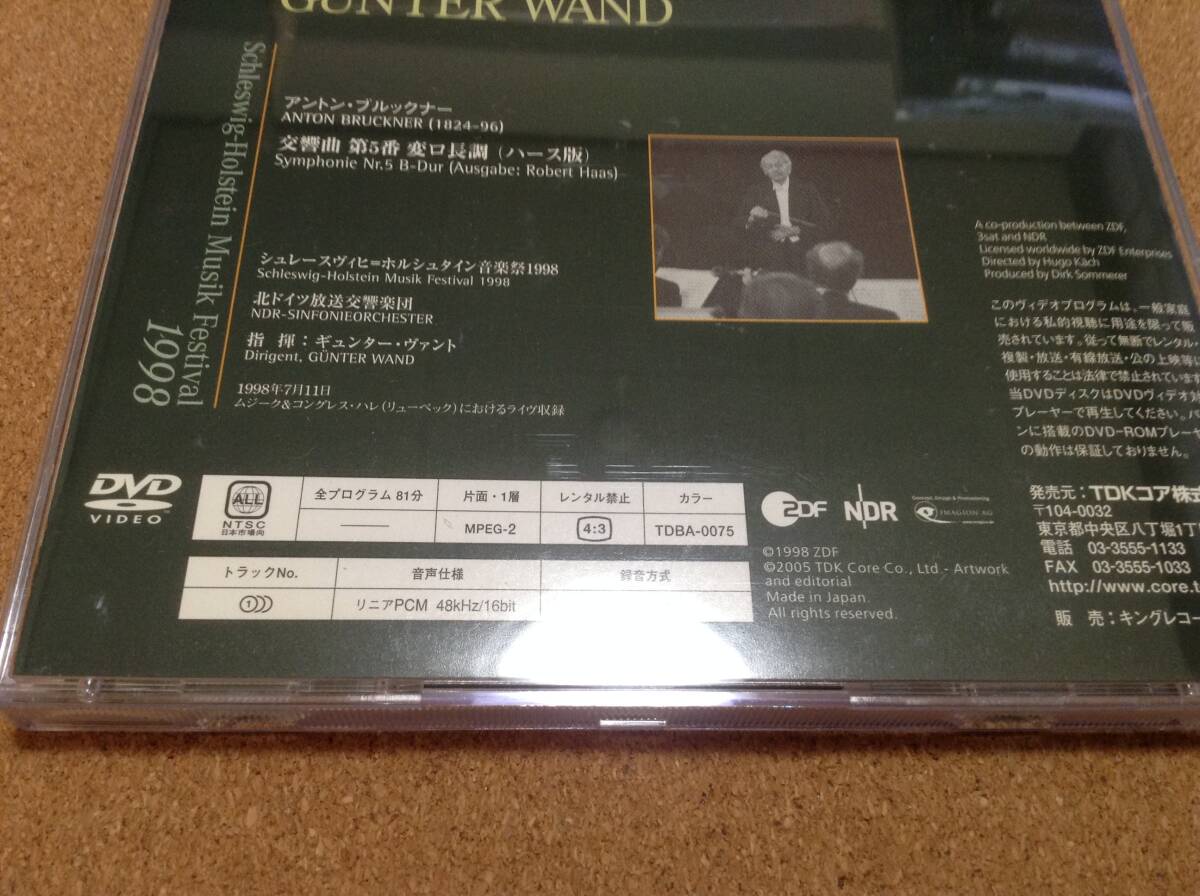 GÜNTER WAND
Schleswig-Holstein Musik Festival
1998
アントン・ブルックナー
ANTON BRUCKNER (1824-96)
交響曲 第5番 変ロ長調 (ハース版)
Symphonie Nr.5 B-Dur (Ausgabe: Robert Haas)
シュレースヴィヒ=ホルシュタイン音楽祭1998
Schleswig-Holstein Musik Festival 1998
北ドイツ放送交響楽団
NDR-SINFONIEORCHESTER
指 揮：ギュンター・ヴァント
Dirigent, GÜNTER WAND
1998年7月11日
ムジーク&コングレス・ハレ(リューベック)におけるライヴ収録
A co-production between ZDF,
3sat and NDR
Licensed worldwide by ZDF Enterprises
Directed by Hugo Käch
Produced by Dirk Sommerer
このヴィデオプログラムは、一般家庭
における私的視聴に用途を限って販
売されています。従って無断でレンタル・
複製・放送・有線放送・公の上映等に
使用することは法律で禁止されています
当DVDディスクはDVDヴィデオ対
プレーヤーで再生してください。パ
ンに搭載のDVD-ROMプレーヤ
の動作は保証しておりません。
DVD
VIDEO
ALL
NTSC
日本市場向
全プログラム 81分
片面・1層
レンタル禁止
カラー
MPEG-2
4:3
TDBA-0075
トラックNo.
音声仕様
録音方式
1
リニアPCM 48kHz/16bit
ZDF
NDR
Concept, Design & Premastering
IMAGION AG
©1998 ZDF
©2005 TDK Core Co., Ltd.- Artwork
and editorial
Made in Japan.
All rights reserved.
発売元：TDKコア株式
〒104-0032
東京都中央区八丁堀1丁
電話 03-3555-1133
FAX 03-3555-1033
http://www.core.t
販 売：キングレコー